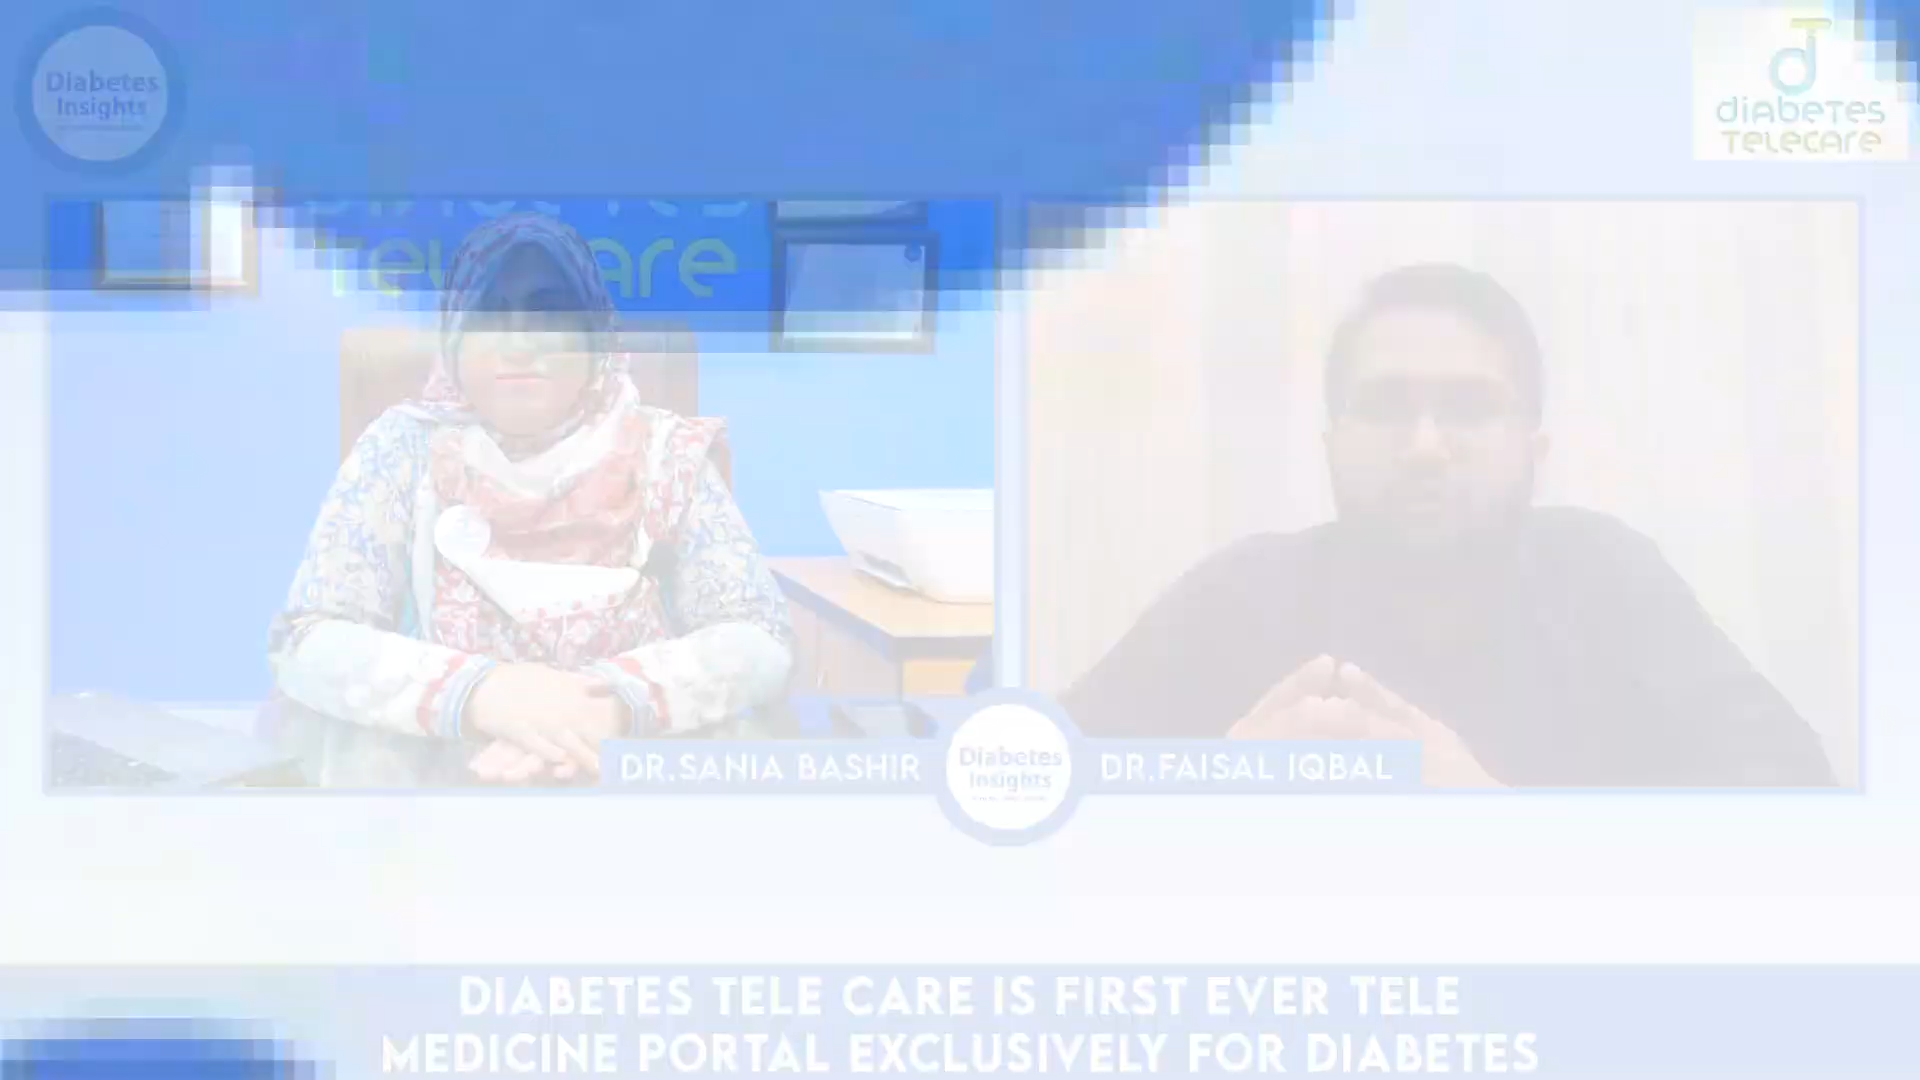 Diabetes
Insights
diabetes
Telecare
DR.SANIA BASHIR
Diabetes
Insights
DR.FAISAL IQBAL
DIABETES TELE CARE IS FIRST EVER TELE
MEDICINE PORTAL EXCLUSIVELY FOR DIABETES